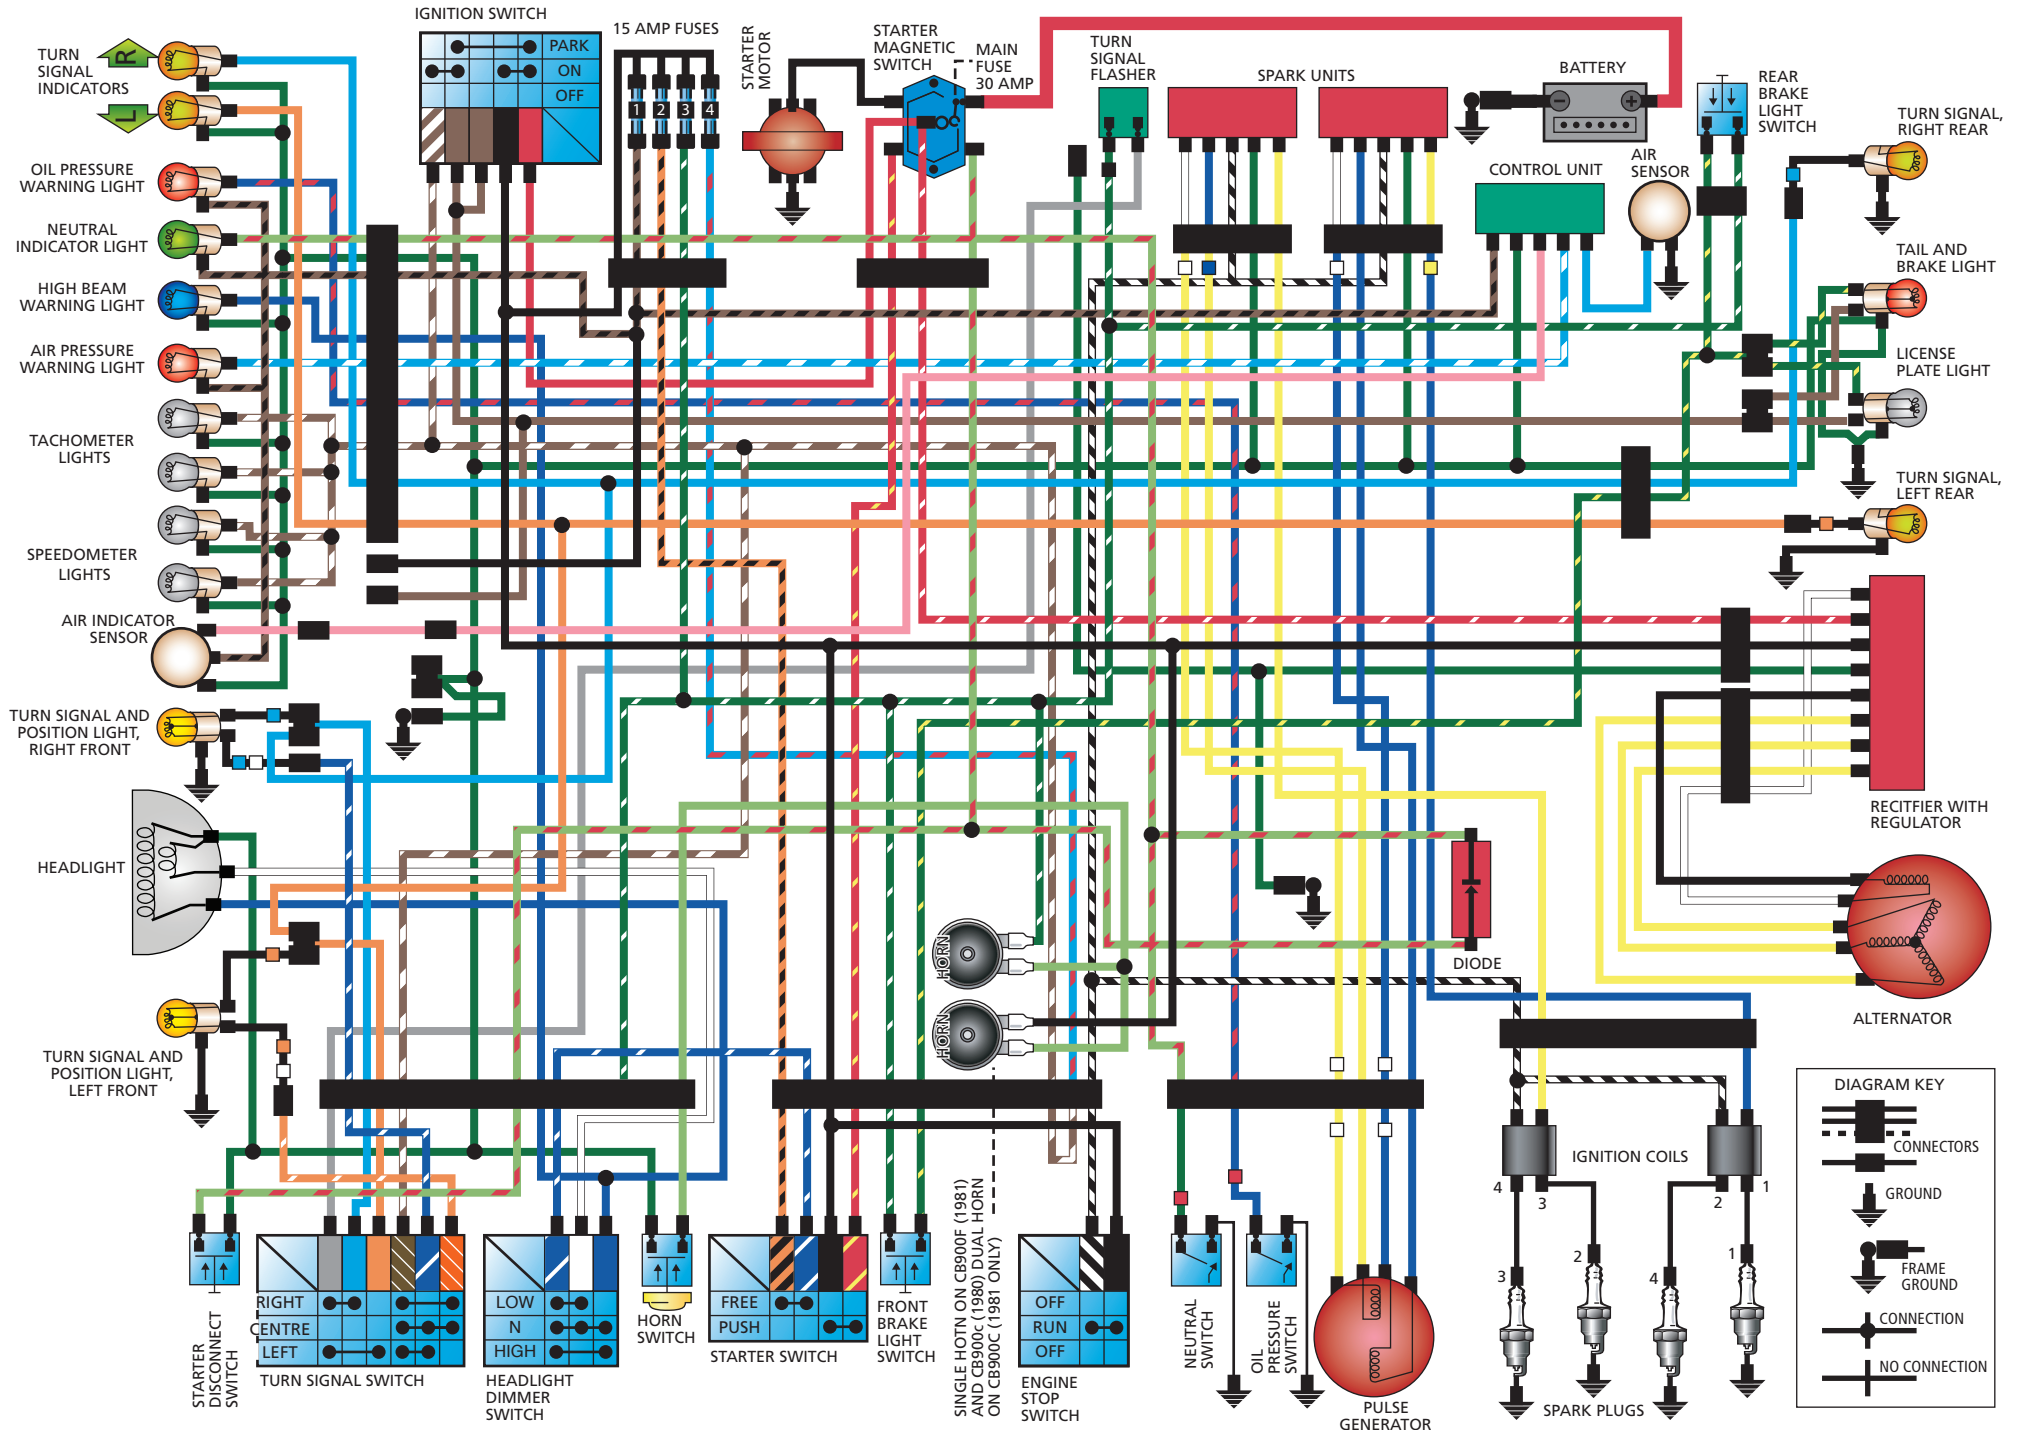 IGNITION SWITCH
PARK
ON
OFF
15 AMP FUSES
1
2
3
4
STARTER
MOTOR
STARTER
MAGNETIC
SWITCH
MAIN
FUSE
30 AMP
TURN
SIGNAL
FLASHER
SPARK UNITS
BATTERY
REAR
BRAKE
LIGHT
SWITCH
TURN SIGNAL,
RIGHT REAR
AIR
SENSOR
CONTROL UNIT
TAIL AND
BRAKE LIGHT
LICENSE
PLATE LIGHT
TURN SIGNAL,
LEFT REAR
TURN
SIGNAL
INDICATORS
R
L
OIL PRESSURE
WARNING LIGHT
NEUTRAL
INDICATOR LIGHT
HIGH BEAM
WARNING LIGHT
AIR PRESSURE
WARNING LIGHT
TACHOMETER
LIGHTS
SPEEDOMETER
LIGHTS
AIR INDICATOR
SENSOR
TURN SIGNAL AND
POSITION LIGHT,
RIGHT FRONT
HEADLIGHT
TURN SIGNAL AND
POSITION LIGHT,
LEFT FRONT
RECITFIER WITH
REGULATOR
ALTERNATOR
DIODE
HORN
HORN
STARTER
DISCONNECT
SWITCH
RIGHT
CENTRE
LEFT
TURN SIGNAL SWITCH
LOW
N
HIGH
HEADLIGHT
DIMMER
SWITCH
HORN
SWITCH
FREE
PUSH
STARTER SWITCH
FRONT
BRAKE
LIGHT
SWITCH
SINGLE HOTN ON CB900F (1981)
AND CB900C (1980) DUAL HORN
ON CB900C (1981 ONLY)
OFF
RUN
OFF
ENGINE
STOP
SWITCH
NEUTRAL
SWITCH
OIL
PRESSURE
SWITCH
PULSE
GENERATOR
IGNITION COILS
4
3
2
1
3
2
4
1
SPARK PLUGS
DIAGRAM KEY
CONNECTORS
GROUND
FRAME
GROUND
CONNECTION
NO CONNECTION